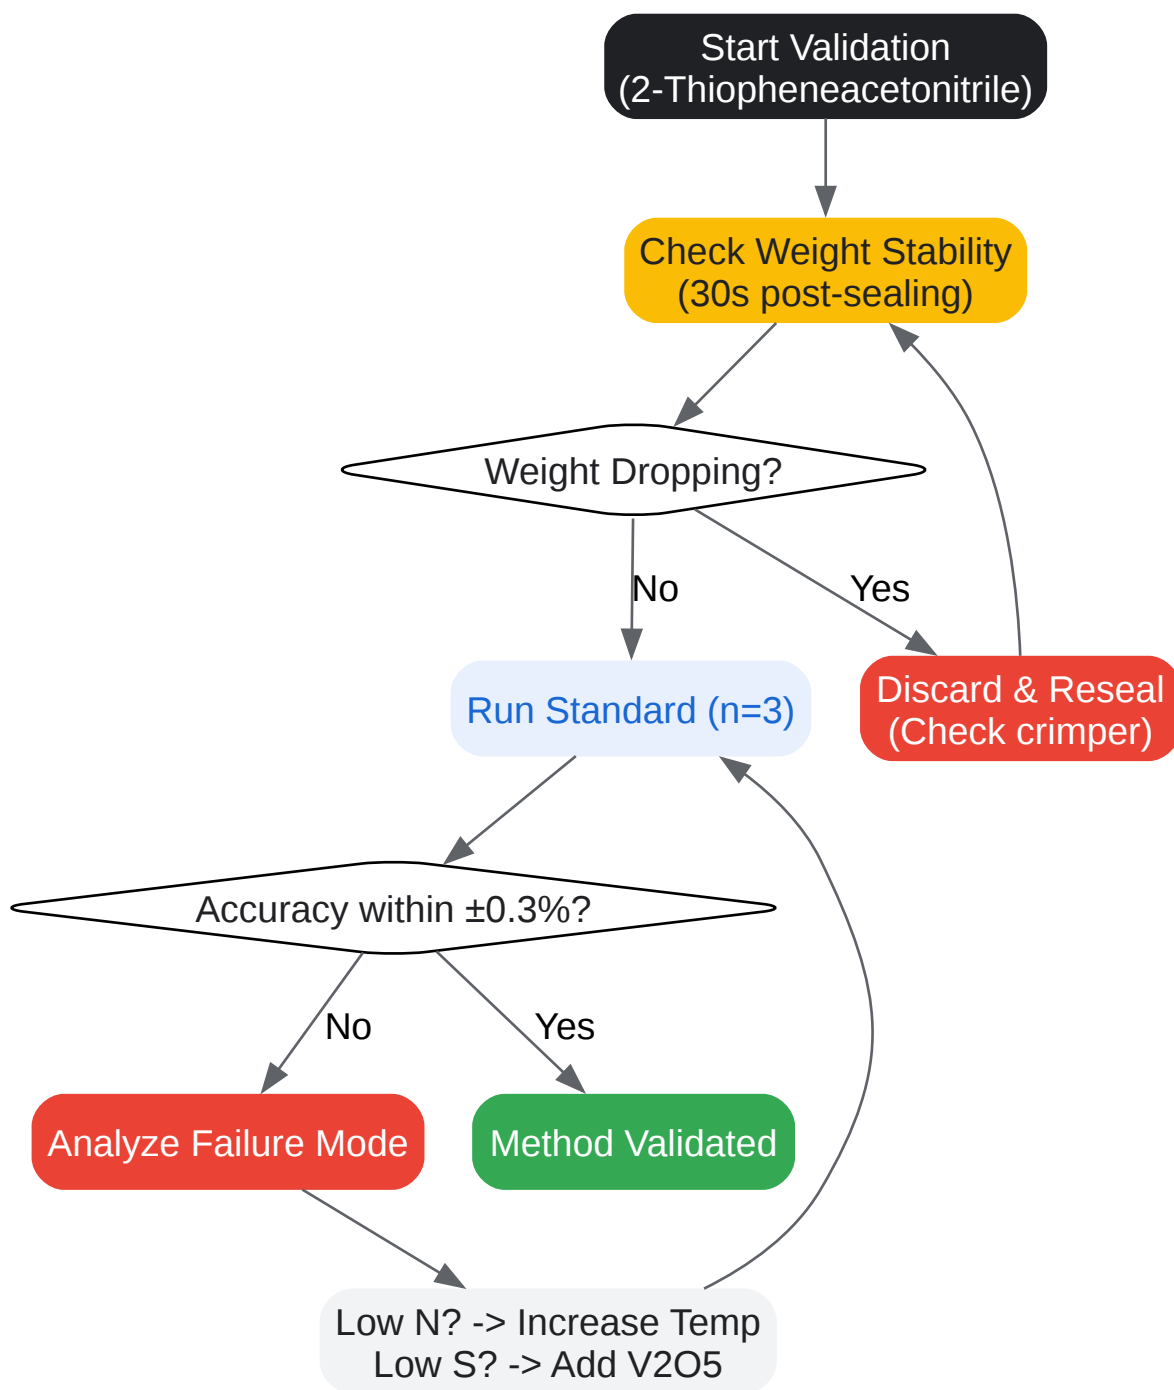 Start Validation
(2-Thiopheneacetonitrile)
Check Weight Stability
(30s post-sealing)
Weight Dropping?
No
Yes
Run Standard (n=3)
Discard & Reseal
(Check crimper)
Accuracy within ±0.3%?
No
Yes
Analyze Failure Mode
Method Validated
Low N? -> Increase Temp
Low S? -> Add V2O5